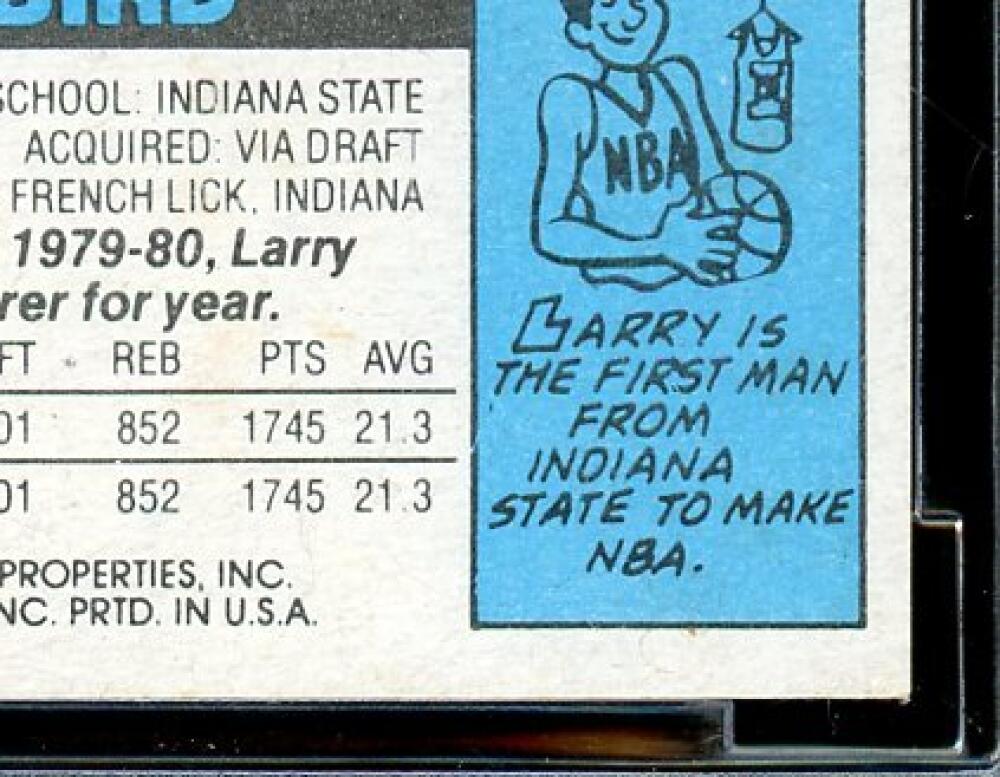 BIRD
SCHOOL: INDIANA STATE
ACQUIRED: VIA DRAFT
FRENCH LICK, INDIANA
1979-80, Larry
rer for year.
FT REB PTS AVG
01 852 1745 21.3
01 852 1745 21.3
PROPERTIES, INC.
NC. PRTD. IN U.S.A.
NBA
LARRY IS
THE FIRST MAN
FROM
INDIANA
STATE TO MAKE
NBA.